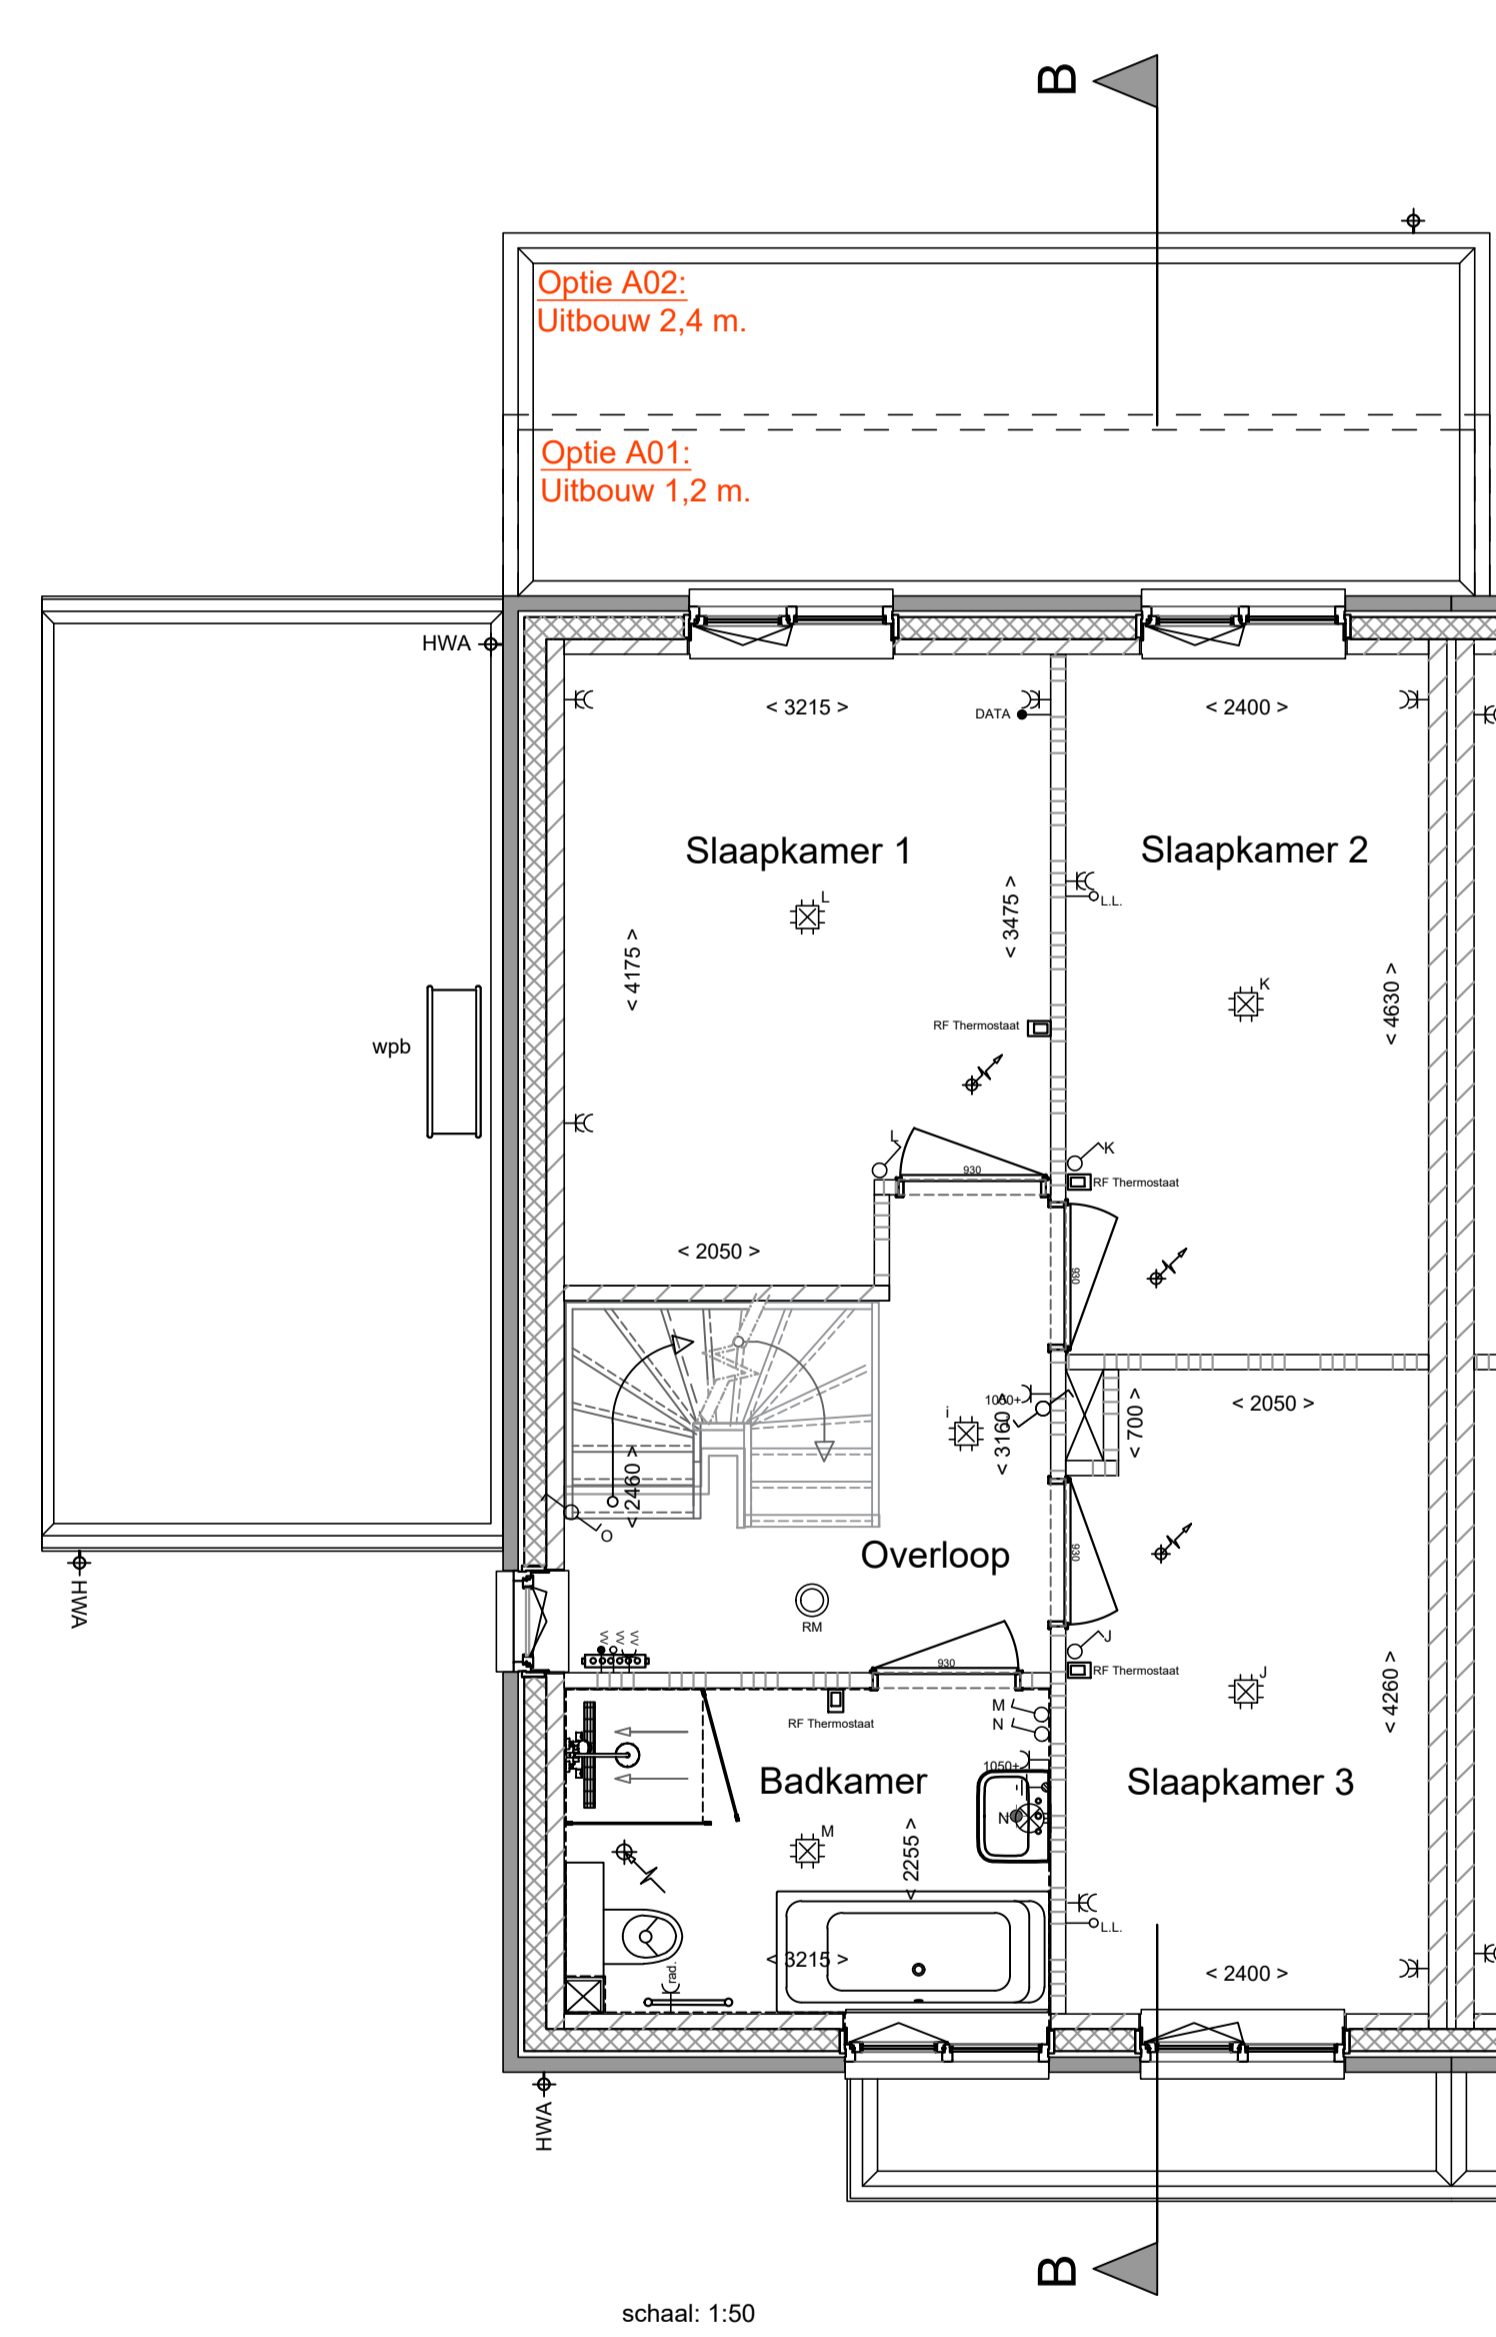 B
Optie A02:
Uitbouw 2,4 m.
Optie A01:
Uitbouw 1,2 m.
HWA
< 3215 >
DATA
< 2400 >
Slaapkamer 1
Slaapkamer 2
L
L.L.
< 3475 >
< 4175 >
K
< 4630 >
wpb
RF Thermostaat
L
930
K
RF Thermostaat
< 2050 >
930
1050+
< 3160 >
< 700 >
< 2050 >
i
< 2460 >
O
Overloop
930
HWA
RM
930
J
RF Thermostaat
J
< 4260 >
RF Thermostaat
M
N
1050+
Badkamer
Slaapkamer 3
N
M
< 2255 >
L.L.
< 3215 >
rad.
< 2400 >
HWA
B
schaal: 1:50